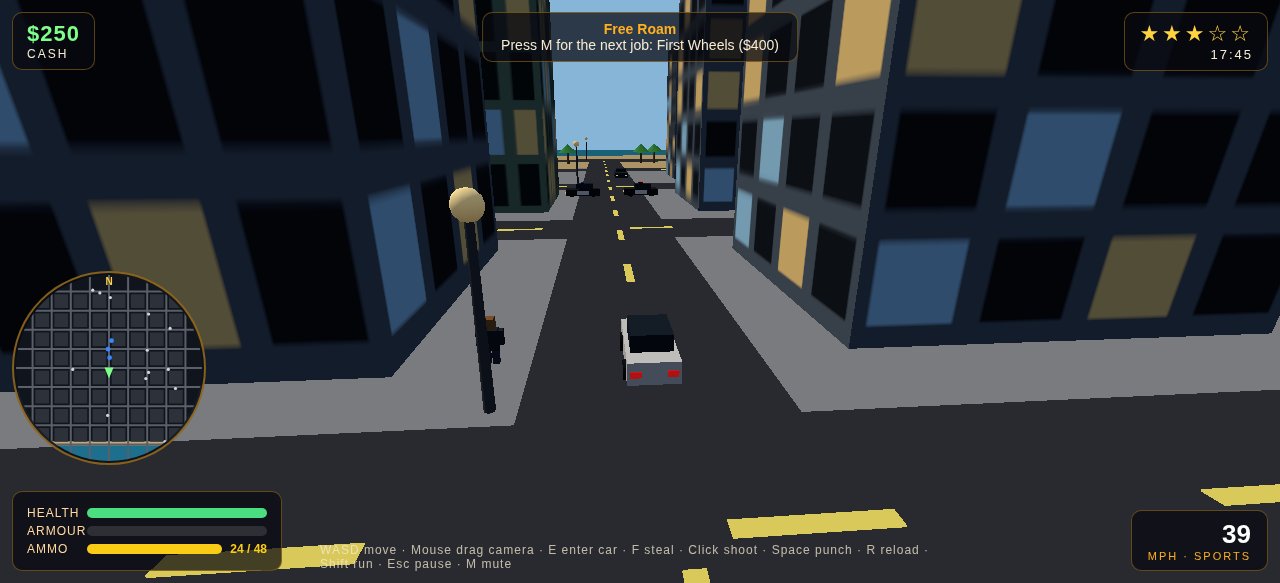 $250
CASH
Free Roam
Press M for the next job: First Wheels ($400)
★★★☆☆
17:45
N
HEALTH
ARMOUR
AMMO 24 / 48
WASD move · Mouse drag camera · E enter car · F steal · Click shoot · Space punch · R reload ·
Shift run · Esc pause · M mute
39
MPH · SPORTS